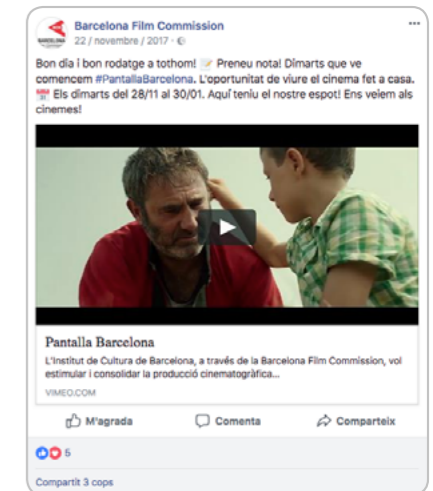 Barcelona Film Commission
22 / novembre / 2017 ·
Bon dia i bon rodatge a tothom! 📝 Preneu nota! Dimarts que ve
comencem #PantallaBarcelona. L'oportunitat de viure el cinema fet a casa.
📅 Els dimarts del 28/11 al 30/01. Aquí teniu el nostre espot! Ens veiem als
cinemes!
Pantalla Barcelona
L'Institut de Cultura de Barcelona, a través de la Barcelona Film Commission, vol
estimular i consolidar la producció cinematogràfica...
VIMEO.COM
M'agrada Comenta Comparteix
5
Compartit 3 cops